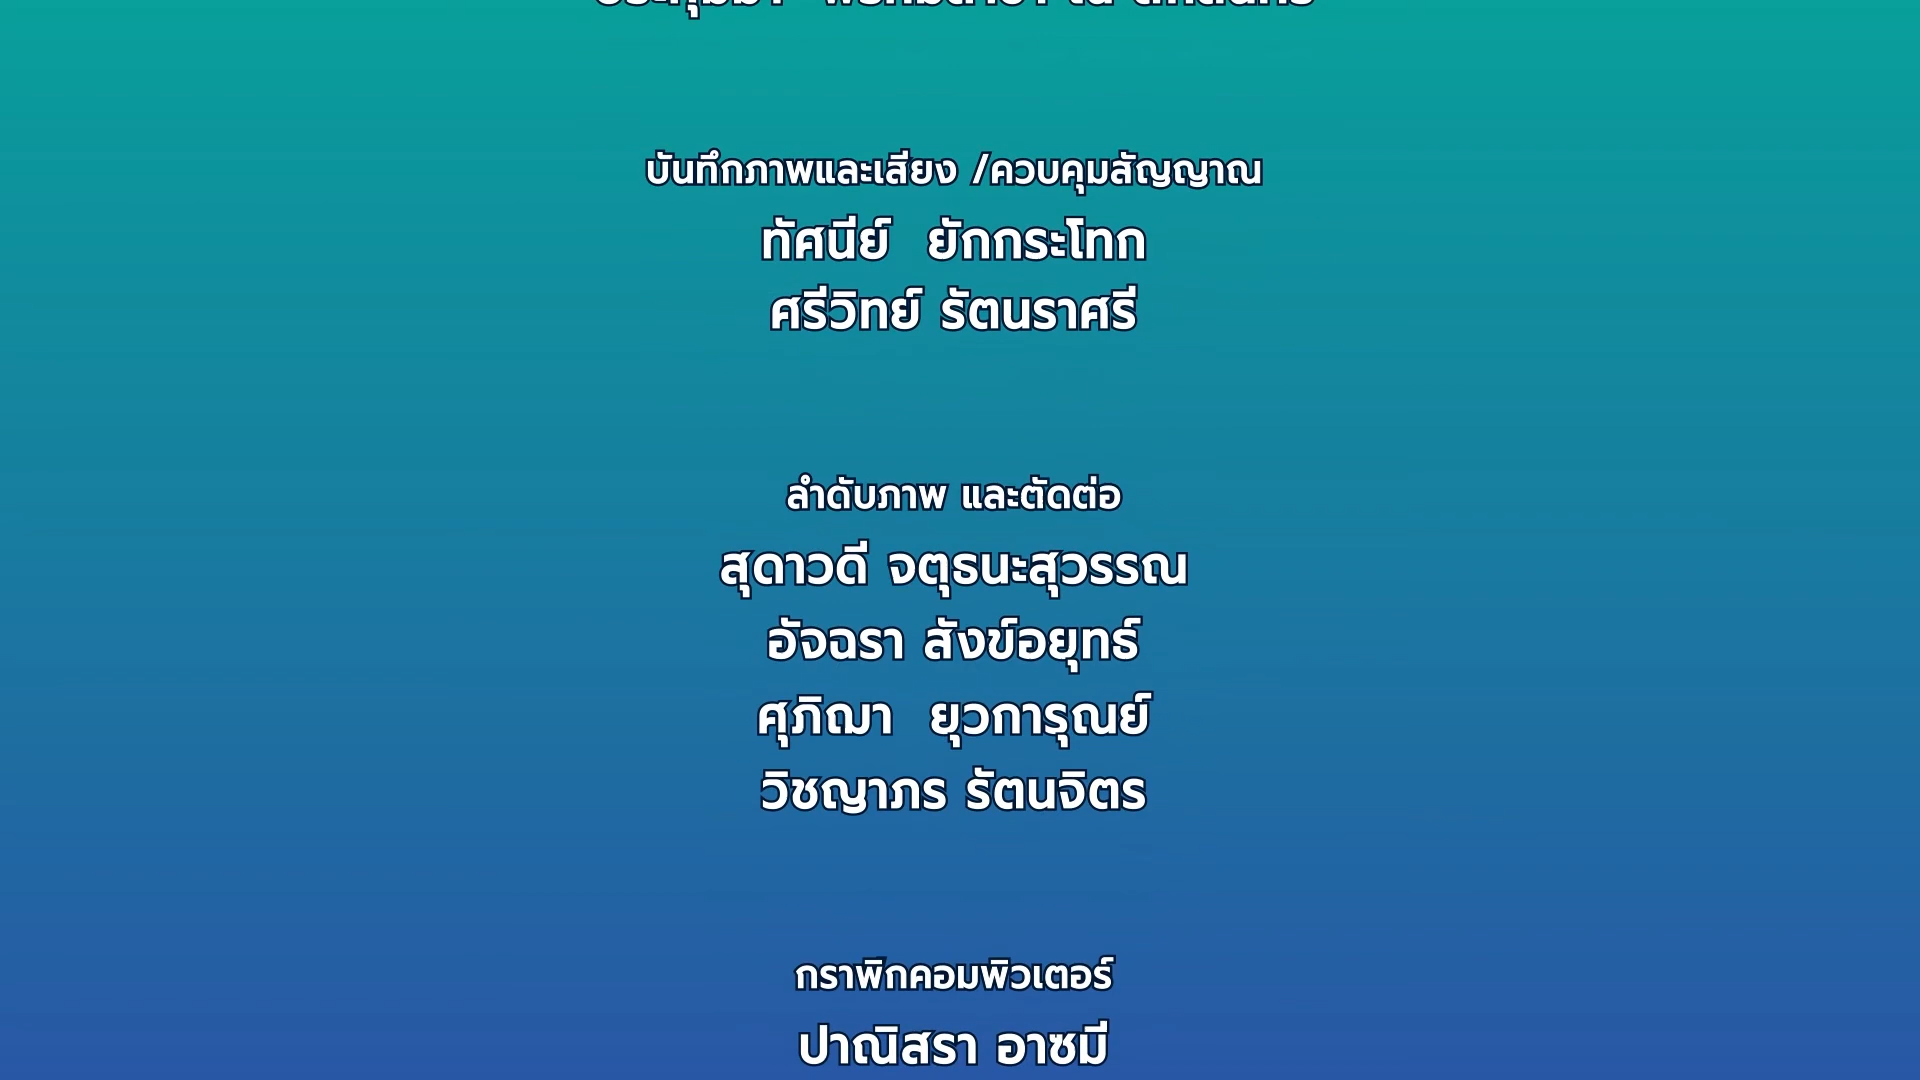 บันทึกภาพและเสียง /ควบคุมสัญญาณ
ทัศนีย์ ยักกระโทก
ศรีวิทย์ รัตนราศรี
ลำดับภาพ และตัดต่อ
สุดาวดี จตุธนะสุวรรณ
อัจฉรา สังข์อยุทธ์
ศุภิฌา ยุวการุณย์
วิชญาภร รัตนจิตร
กราพิกคอมพิวเตอร์
ปาณิสรา อาซมี